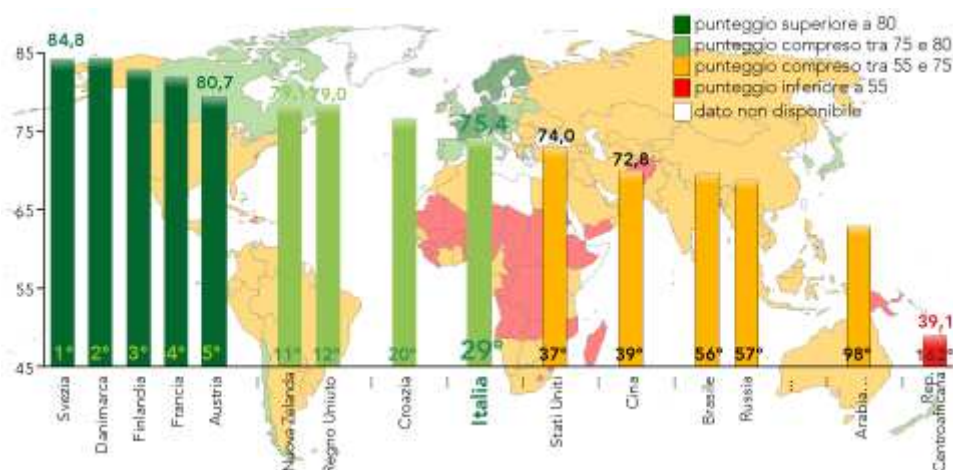 punteggio superiore a 80
punteggio compreso tra 75 e 80
punteggio compreso tra 55 e 75
punteggio inferiore a 55
dato non disponibile
85
75
65
55
45
84,8
80,7
79,0
75,4
74,0
72,8
39,1
1°
2°
3°
4°
5°
11°
12°
20°
29°
37°
39°
56°
57°
98°
Svezia
Danimarca
Finlandia
Francia
Austria
...
Nuova Zelanda
Regno Uniuto
...
Croazia
...
Italia
...
Stati Uniti
...
Cina
...
Brasile
Russia
...
...
Arabia...
...
Rep.
Centroafricana